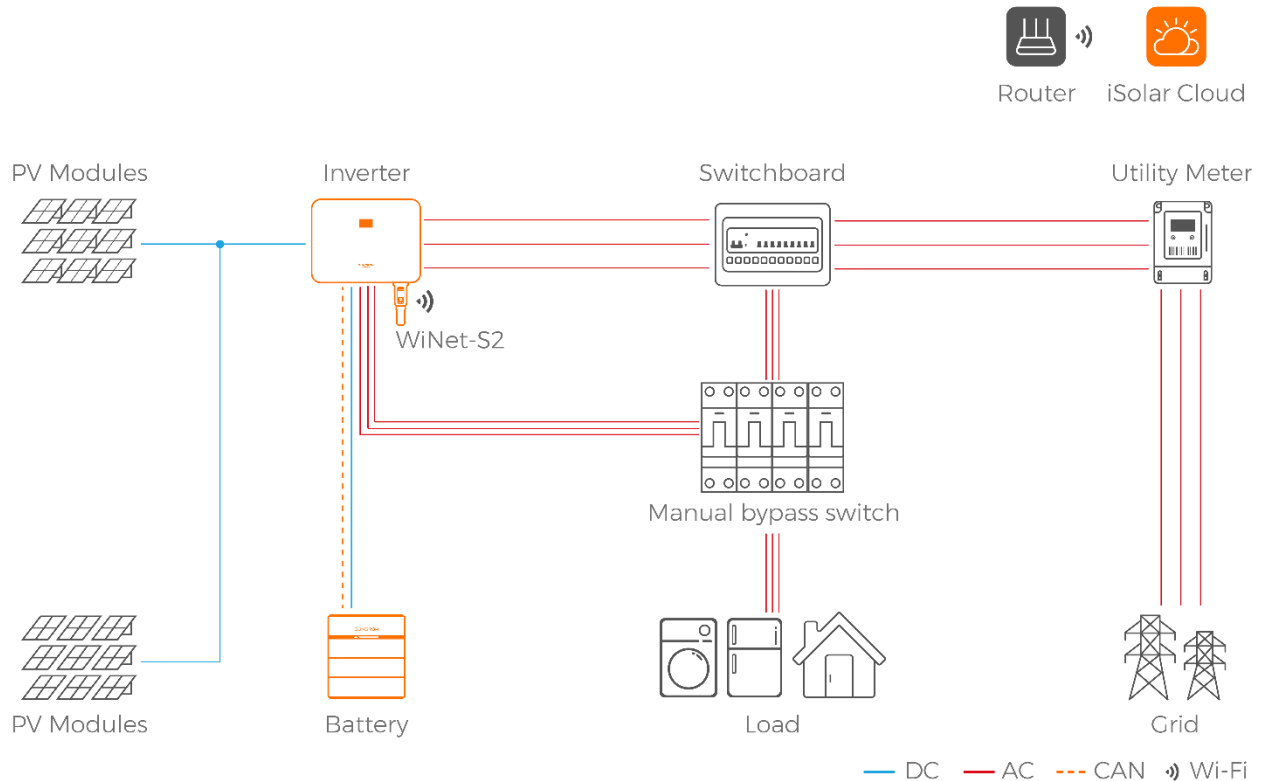 Router
iSolar Cloud
PV Modules
Inverter
Switchboard
Utility Meter
WiNet-S2
Manual bypass switch
PV Modules
Battery
Load
Grid
DC
AC
CAN
Wi-Fi